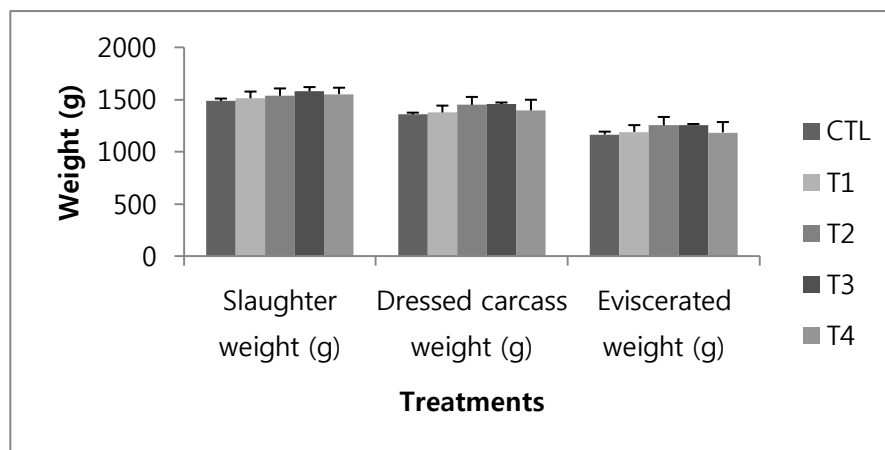 2000
1500
1000
500
0
Weight (g)
Slaughter weight (g)
Dressed carcass weight (g)
Eviscerated weight (g)
Treatments
CTL
T1
T2
T3
T4